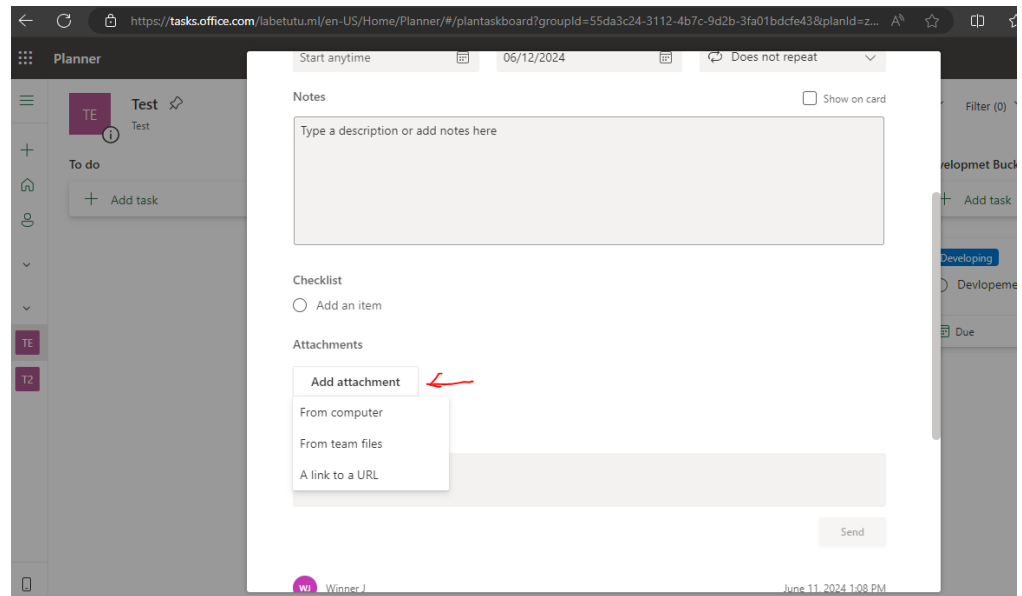 https://tasks.office.com/labetutu.ml/en-US/Home/Planner/#/plantaskboard?groupId=55da3c24-3112-4b7c-9d2b-3fa01bdcfe43&planId=z...
Planner
Start anytime
06/12/2024
Does not repeat
TE
Test
Test
Notes
Show on card
Filter (0)
Type a description or add notes here
To do
velopmet Buck
Add task
Add task
Developing
Checklist
Devlopeme
Add an item
Due
TE
Attachments
T2
Add attachment
From computer
From team files
A link to a URL
Send
WJ
Winner J
June 11, 2024 1:08 PM